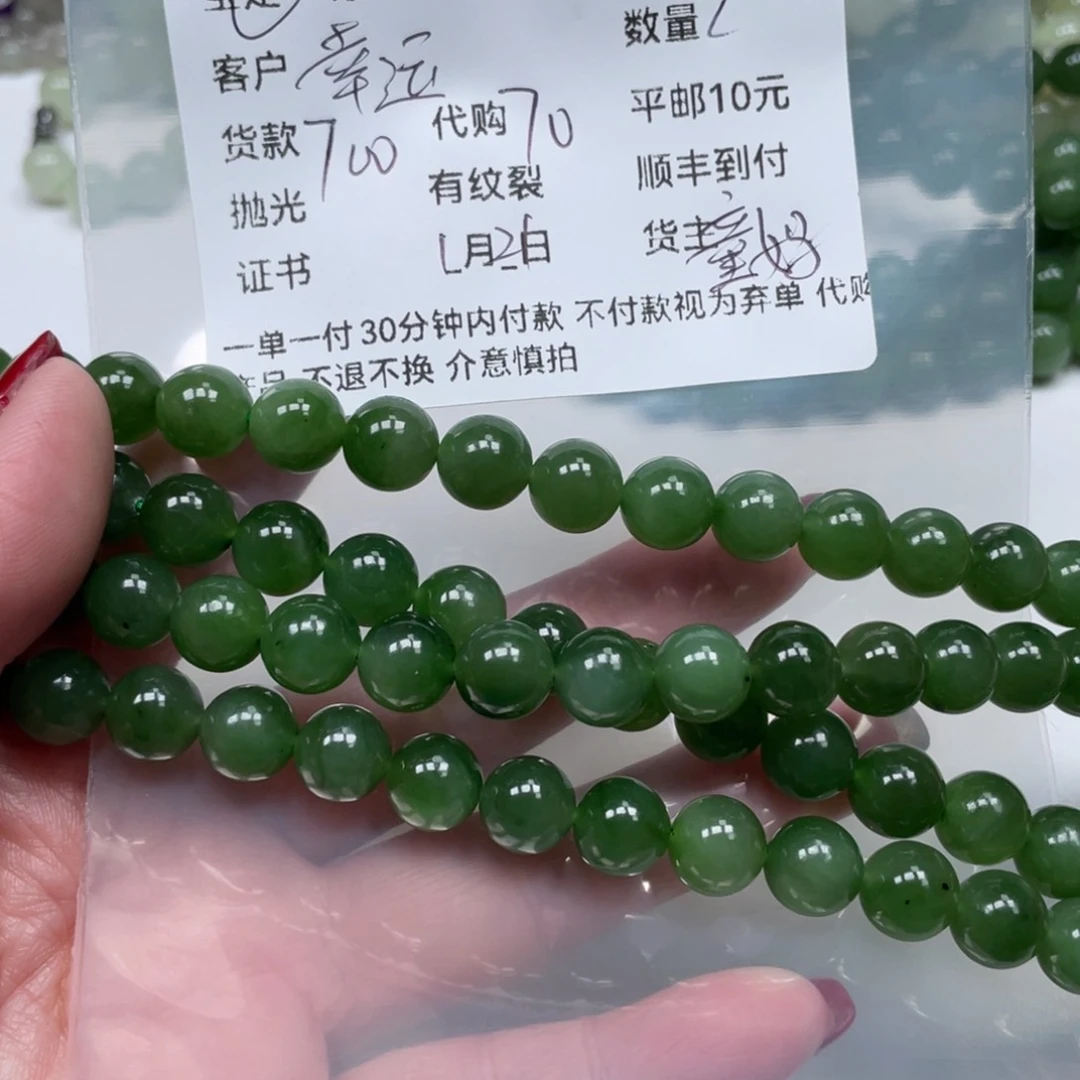 数量
客户 幸运
货款 700 代购 70 平邮10元
抛光 有纹裂 顺丰到付
证书 1月26日 货主
一单一付 30分钟内付款 不付款视为弃单 代购
产品 不退不换 介意慎拍